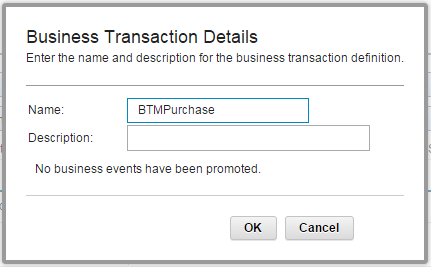 Business Transaction Details
Enter the name and description for the business transaction definition.
Name: BTMPurchase
Description:
No business events have been promoted.
OK Cancel